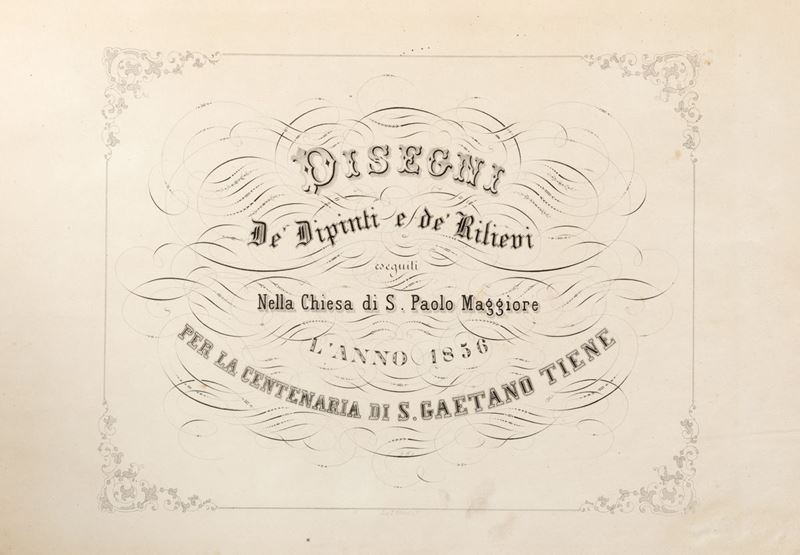 DISEGNI
De' Dipinti e de' Rilievi
eseguiti
Nella Chiesa di S. Paolo Maggiore
L'ANNO 1856
PER LA CENTENARIA DI S. GAETANO TIENE